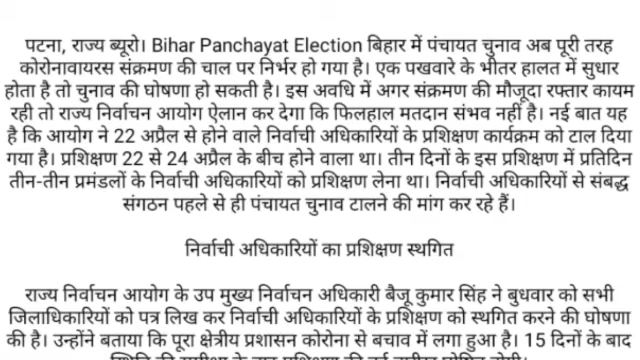 पटना, राज्य ब्यूरो। Bihar Panchayat Election बिहार में पंचायत चुनाव अब पूरी तरह
कोरोनावायरस संक्रमण की चाल पर निर्भर हो गया है। एक पखवारे के भीतर हालत में सुधार
होता है तो चुनाव की घोषणा हो सकती है। इस अवधि में अगर संक्रमण की मौजूदा रफ्तार कायम
रही तो राज्य निर्वाचन आयोग ऐलान कर देगा कि फिलहाल मतदान संभव नहीं है। नई बात यह
है कि आयोग ने 22 अप्रैल से होने वाले निर्वाची अधिकारियों के प्रशिक्षण कार्यक्रम को टाल दिया
गया है। प्रशिक्षण 22 से 24 अप्रैल के बीच होने वाला था। तीन दिनों के इस प्रशिक्षण में प्रतिदिन
तीन-तीन प्रमंडलों के निर्वाची अधिकारियों को प्रशिक्षण लेना था। निर्वाची अधिकारियों से संबद्ध
संगठन पहले से ही पंचायत चुनाव टालने की मांग कर रहे हैं।
निर्वाची अधिकारियों का प्रशिक्षण स्थगित
राज्य निर्वाचन आयोग के उप मुख्य निर्वाचन अधिकारी बैजू कुमार सिंह ने बुधवार को सभी
जिलाधिकारियों को पत्र लिख कर निर्वाची अधिकारियों के प्रशिक्षण को स्थगित करने की घोषणा
की है। उन्होंने बताया कि पूरा क्षेत्रीय प्रशासन कोरोना से बचाव में लगा हुआ है। 15 दिनों के बाद